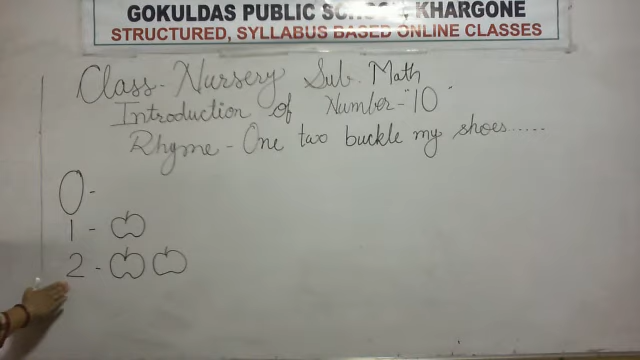 GOKULDAS PUBLIC SCHOOL, KHARGONE
STRUCTURED, SYLLABUS BASED ONLINE CLASSES
Class - Nursery Sub. Math
Introduction of Number - "10"
Rhyme - One two buckle my shoes.....
0 -
1 -
2 -